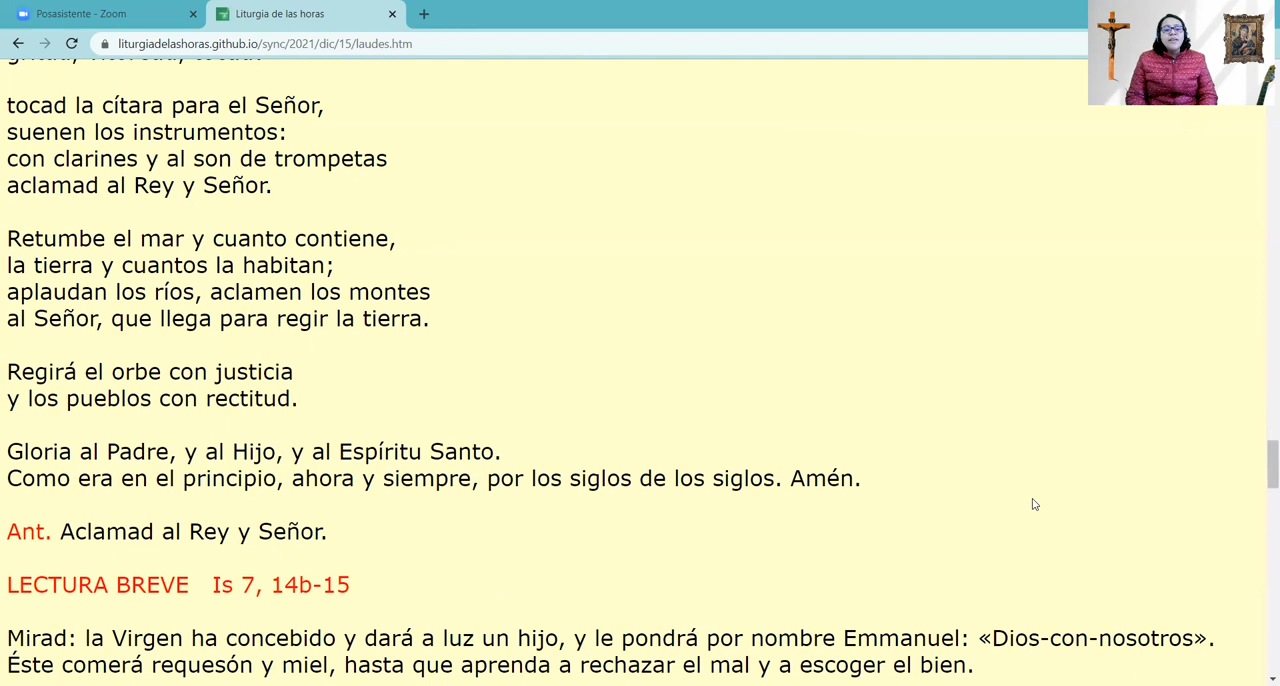 Posasistente - Zoom
Liturgia de las horas
liturgiadelashoras.github.io/sync/2021/dic/15/laudes.htm
tocad la cítara para el Señor,
suenen los instrumentos:
con clarines y al son de trompetas
aclamad al Rey y Señor.
Retumbe el mar y cuanto contiene,
la tierra y cuantos la habitan;
aplaudan los ríos, aclamen los montes
al Señor, que llega para regir la tierra.
Regirá el orbe con justicia
y los pueblos con rectitud.
Gloria al Padre, y al Hijo, y al Espíritu Santo.
Como era en el principio, ahora y siempre, por los siglos de los siglos. Amén.
Ant. Aclamad al Rey y Señor.
LECTURA BREVE Is 7, 14b-15
Mirad: la Virgen ha concebido y dará a luz un hijo, y le pondrá por nombre Emmanuel: «Dios-con-nosotros».
Éste comerá requesón y miel, hasta que aprenda a rechazar el mal y a escoger el bien.